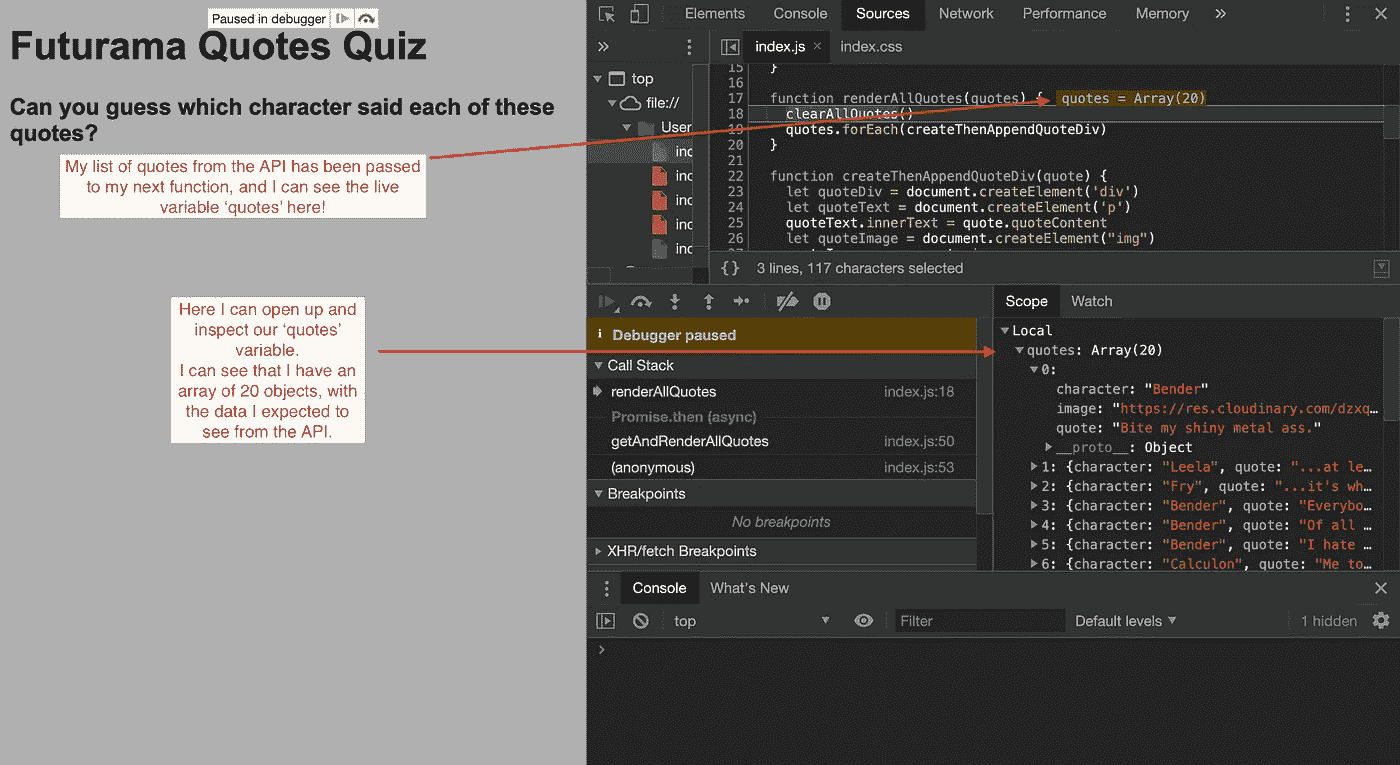 Paused in debugger
Futurama Quotes Quiz
Can you guess which character said each of these
quotes?
My list of quotes from the API has been passed
to my next function, and I can see the live
variable ‘quotes’ here!
Here I can open up and
inspect our ‘quotes’
variable.
I can see that I have an
array of 20 objects, with
the data I expected to
see from the API.
Elements Console Sources Network Performance Memory »
» index.js × index.css
top
file://
User
inc
inc
inc
inc
inc
15 }
16
17 function renderAllQuotes(quotes) { quotes = Array(20)
18 clearAllQuotes()
19 quotes.forEach(createThenAppendQuoteDiv)
20 }
21
22 function createThenAppendQuoteDiv(quote) {
23 let quoteDiv = document.createElement('div')
24 let quoteText = document.createElement('p')
25 quoteText.innerText = quote.quoteContent
26 let quoteImage = document.createElement("img")
{} 3 lines, 117 characters selected
i Debugger paused
Call Stack
renderAllQuotes index.js:18
Promise.then (async)
getAndRenderAllQuotes index.js:50
(anonymous) index.js:53
Breakpoints
No breakpoints
XHR/fetch Breakpoints
Scope Watch
Local
quotes: Array(20)
0:
character: "Bender"
image: "https://res.cloudinary.com/dzxq…
quote: "Bite my shiny metal ass."
__proto__: Object
1: {character: "Leela", quote: "...at le…
2: {character: "Fry", quote: "...it's wh…
3: {character: "Bender", quote: "Everybo…
4: {character: "Bender", quote: "Of all …
5: {character: "Bender", quote: "I hate …
6: {character: "Calculon", quote: "Me to…
Console What's New
top Filter Default levels 1 hidden
>